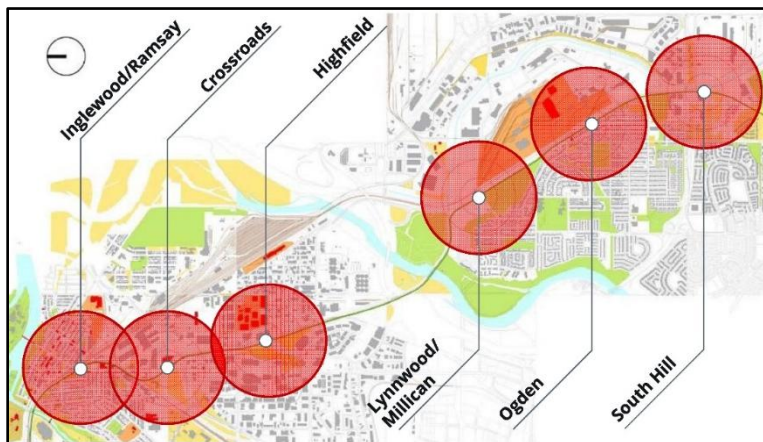 Inglewood/Ramsay
Crossroads
Highfield
Lynnwood/
Millican
Ogden
South Hill